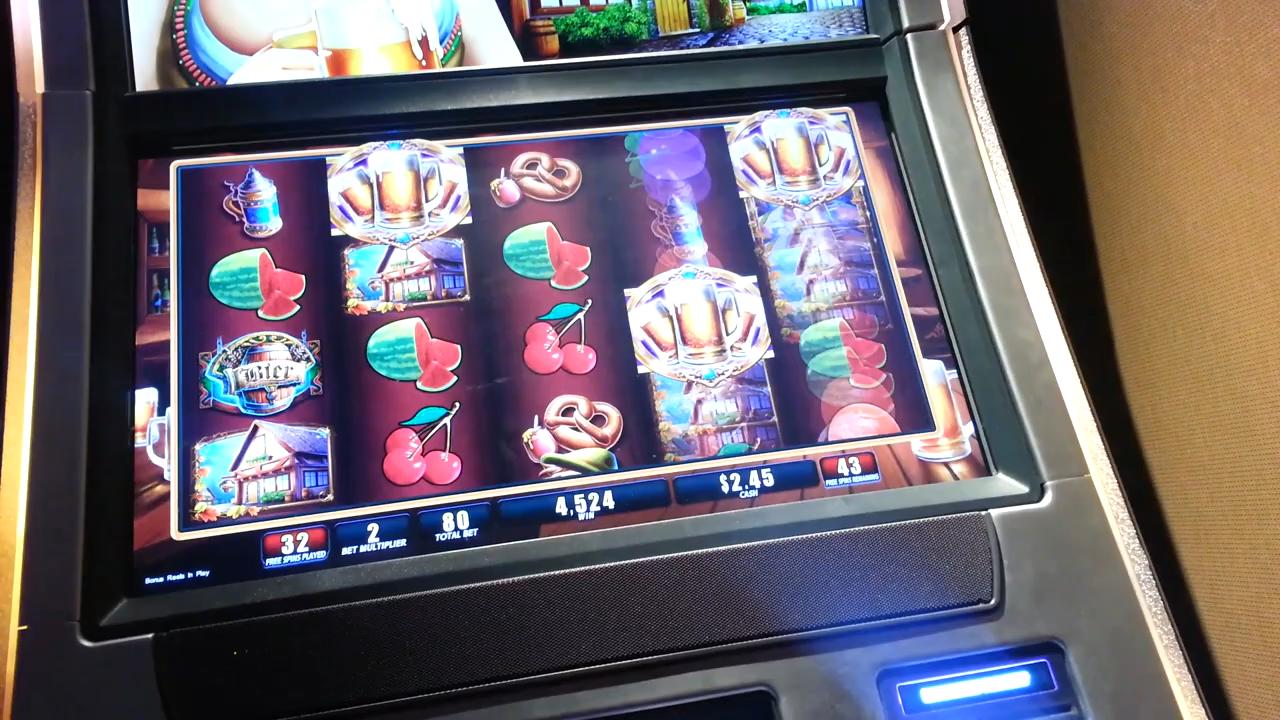 Bier
32
FREE SPINS PLAYED
2
BET MULTIPLIER
80
TOTAL BET
4,524
WIN
$2.45
CASH
43
FREE SPINS REMAINING
Bonus Reels In Play